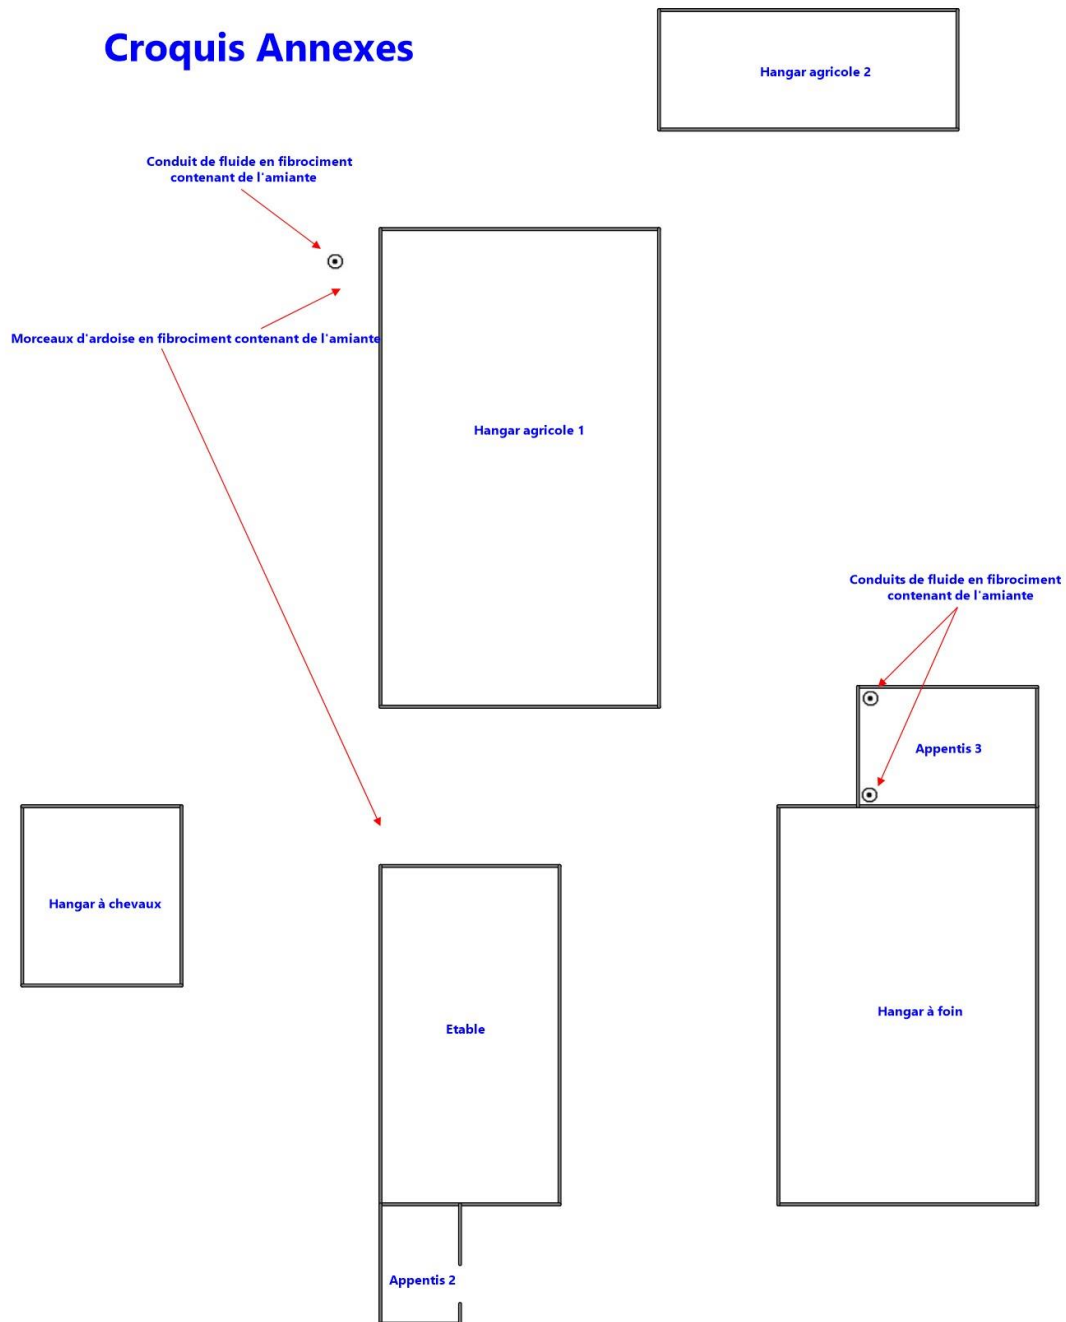 Croquis Annexes
Hangar agricole 2
Conduit de fluide en fibrociment
contenant de l'amiante
Morceaux d'ardoise en fibrociment contenant de l'amiante
Hangar agricole 1
Conduits de fluide en fibrociment
contenant de l'amiante
Appentis 3
Hangar à chevaux
Hangar à foin
Etable
Appentis 2